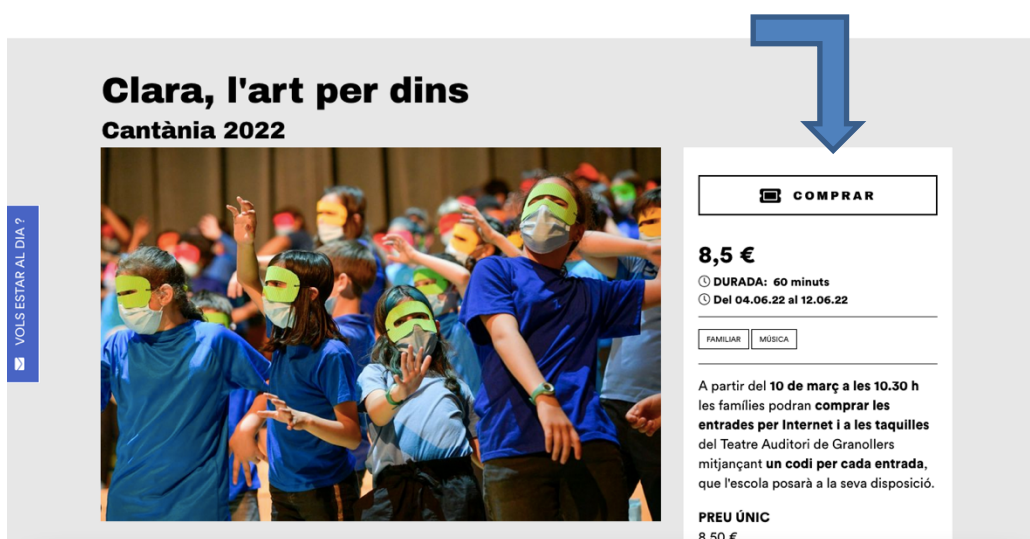 Clara, l'art per dins
Cantània 2022
VOLS ESTAR AL DIA?
COMPRAR
8,5 €
DURADA: 60 minuts
Del 04.06.22 al 12.06.22
FAMILIAR MÚSICA
A partir del 10 de març a les 10.30 h
les famílies podran comprar les
entrades per Internet i a les taquilles
del Teatre Auditori de Granollers
mitjançant un codi per cada entrada,
que l'escola posarà a la seva disposició.
PREU ÚNIC
8,50 €